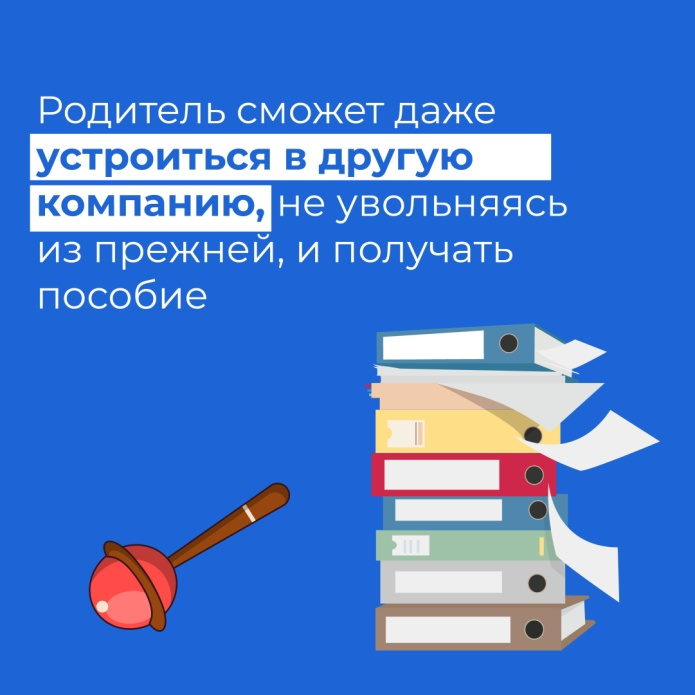 Родитель сможет даже
устроиться в другую
компанию, не увольняясь
из прежней, и получать
пособие